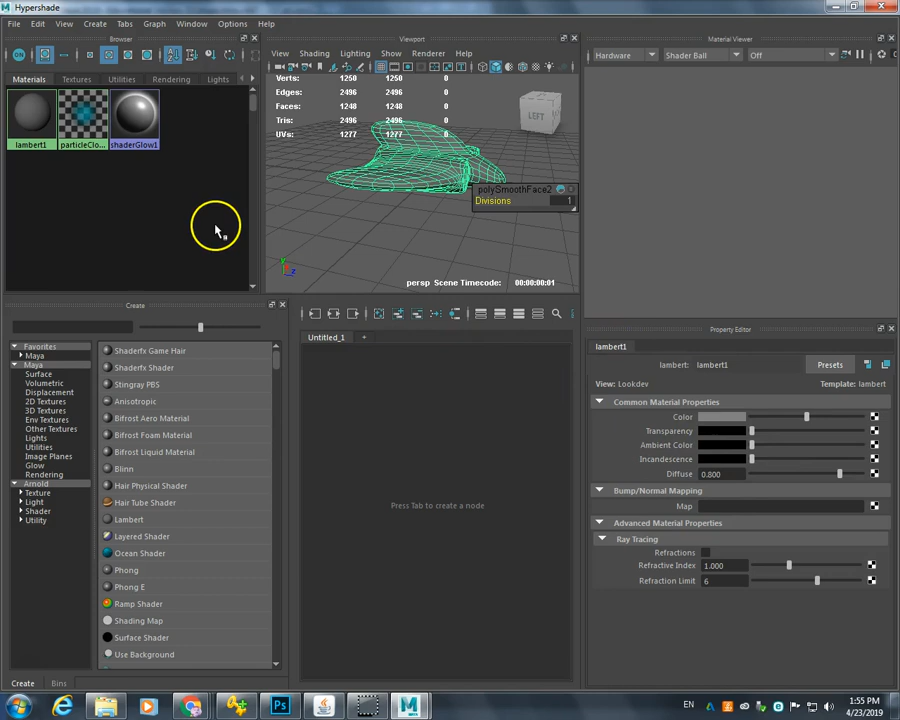 Hypershade
File Edit View Create Tabs Graph Window Options Help
Browser
ON
Materials Textures Utilities Rendering Lights
lambert1 particleClo... shaderGlow1
Viewport
View Shading Lighting Show Renderer Help
Verts: 1250 1250 0
Edges: 2496 2496 0
Faces: 1248 1248 0
Tris: 2496 2496 0
UVs: 1277 1277 0
LEFT
polySmoothFace2
Divisions 1
persp Scene Timecode: 00:00:00:01
y
z
Material Viewer
Hardware Shader Ball Off
Create
Favorites
Maya
Maya
Surface
Volumetric
Displacement
2D Textures
3D Textures
Env Textures
Other Textures
Lights
Utilities
Image Planes
Glow
Rendering
Arnold
Texture
Light
Shader
Utility
Shaderfx Game Hair
Shaderfx Shader
Stingray PBS
Anisotropic
Bifrost Aero Material
Bifrost Foam Material
Bifrost Liquid Material
Blinn
Hair Physical Shader
Hair Tube Shader
Lambert
Layered Shader
Ocean Shader
Phong
Phong E
Ramp Shader
Shading Map
Surface Shader
Use Background
Create Bins
Untitled_1 +
Press Tab to create a node
Property Editor
lambert1
lambert: lambert1 Presets
View: Lookdev Template: lambert
Common Material Properties
Color
Transparency
Ambient Color
Incandescence
Diffuse 0.800
Bump/Normal Mapping
Map
Advanced Material Properties
Ray Tracing
Refractions
Refractive Index 1.000
Refraction Limit 6
Ps
M
EN
1:55 PM
4/23/2019